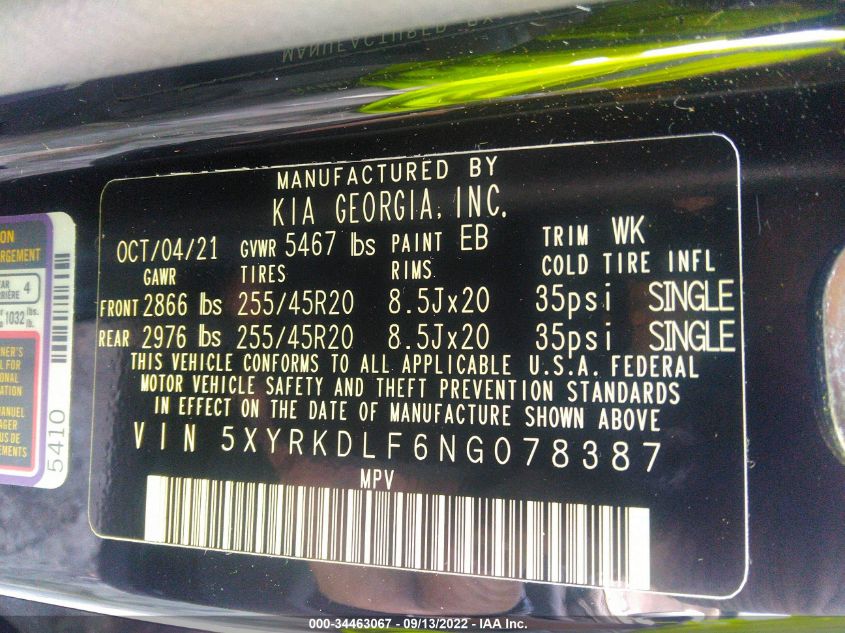 MANUFACTURED BY
KIA GEORGIA, INC.
OCT/04/21 GVWR 5467 lbs PAINT EB TRIM WK
GAWR TIRES RIMS COLD TIRE INFL
FRONT 2866 lbs 255/45R20 8.5Jx20 35psi SINGLE
REAR 2976 lbs 255/45R20 8.5Jx20 35psi SINGLE
THIS VEHICLE CONFORMS TO ALL APPLICABLE U.S.A. FEDERAL
MOTOR VEHICLE SAFETY AND THEFT PREVENTION STANDARDS
IN EFFECT ON THE DATE OF MANUFACTURE SHOWN ABOVE
VIN 5XYRKDLF6NG078387
MPV
4
1032 lbs.
5410
000-34463067 - 09/13/2022 - IAA Inc.